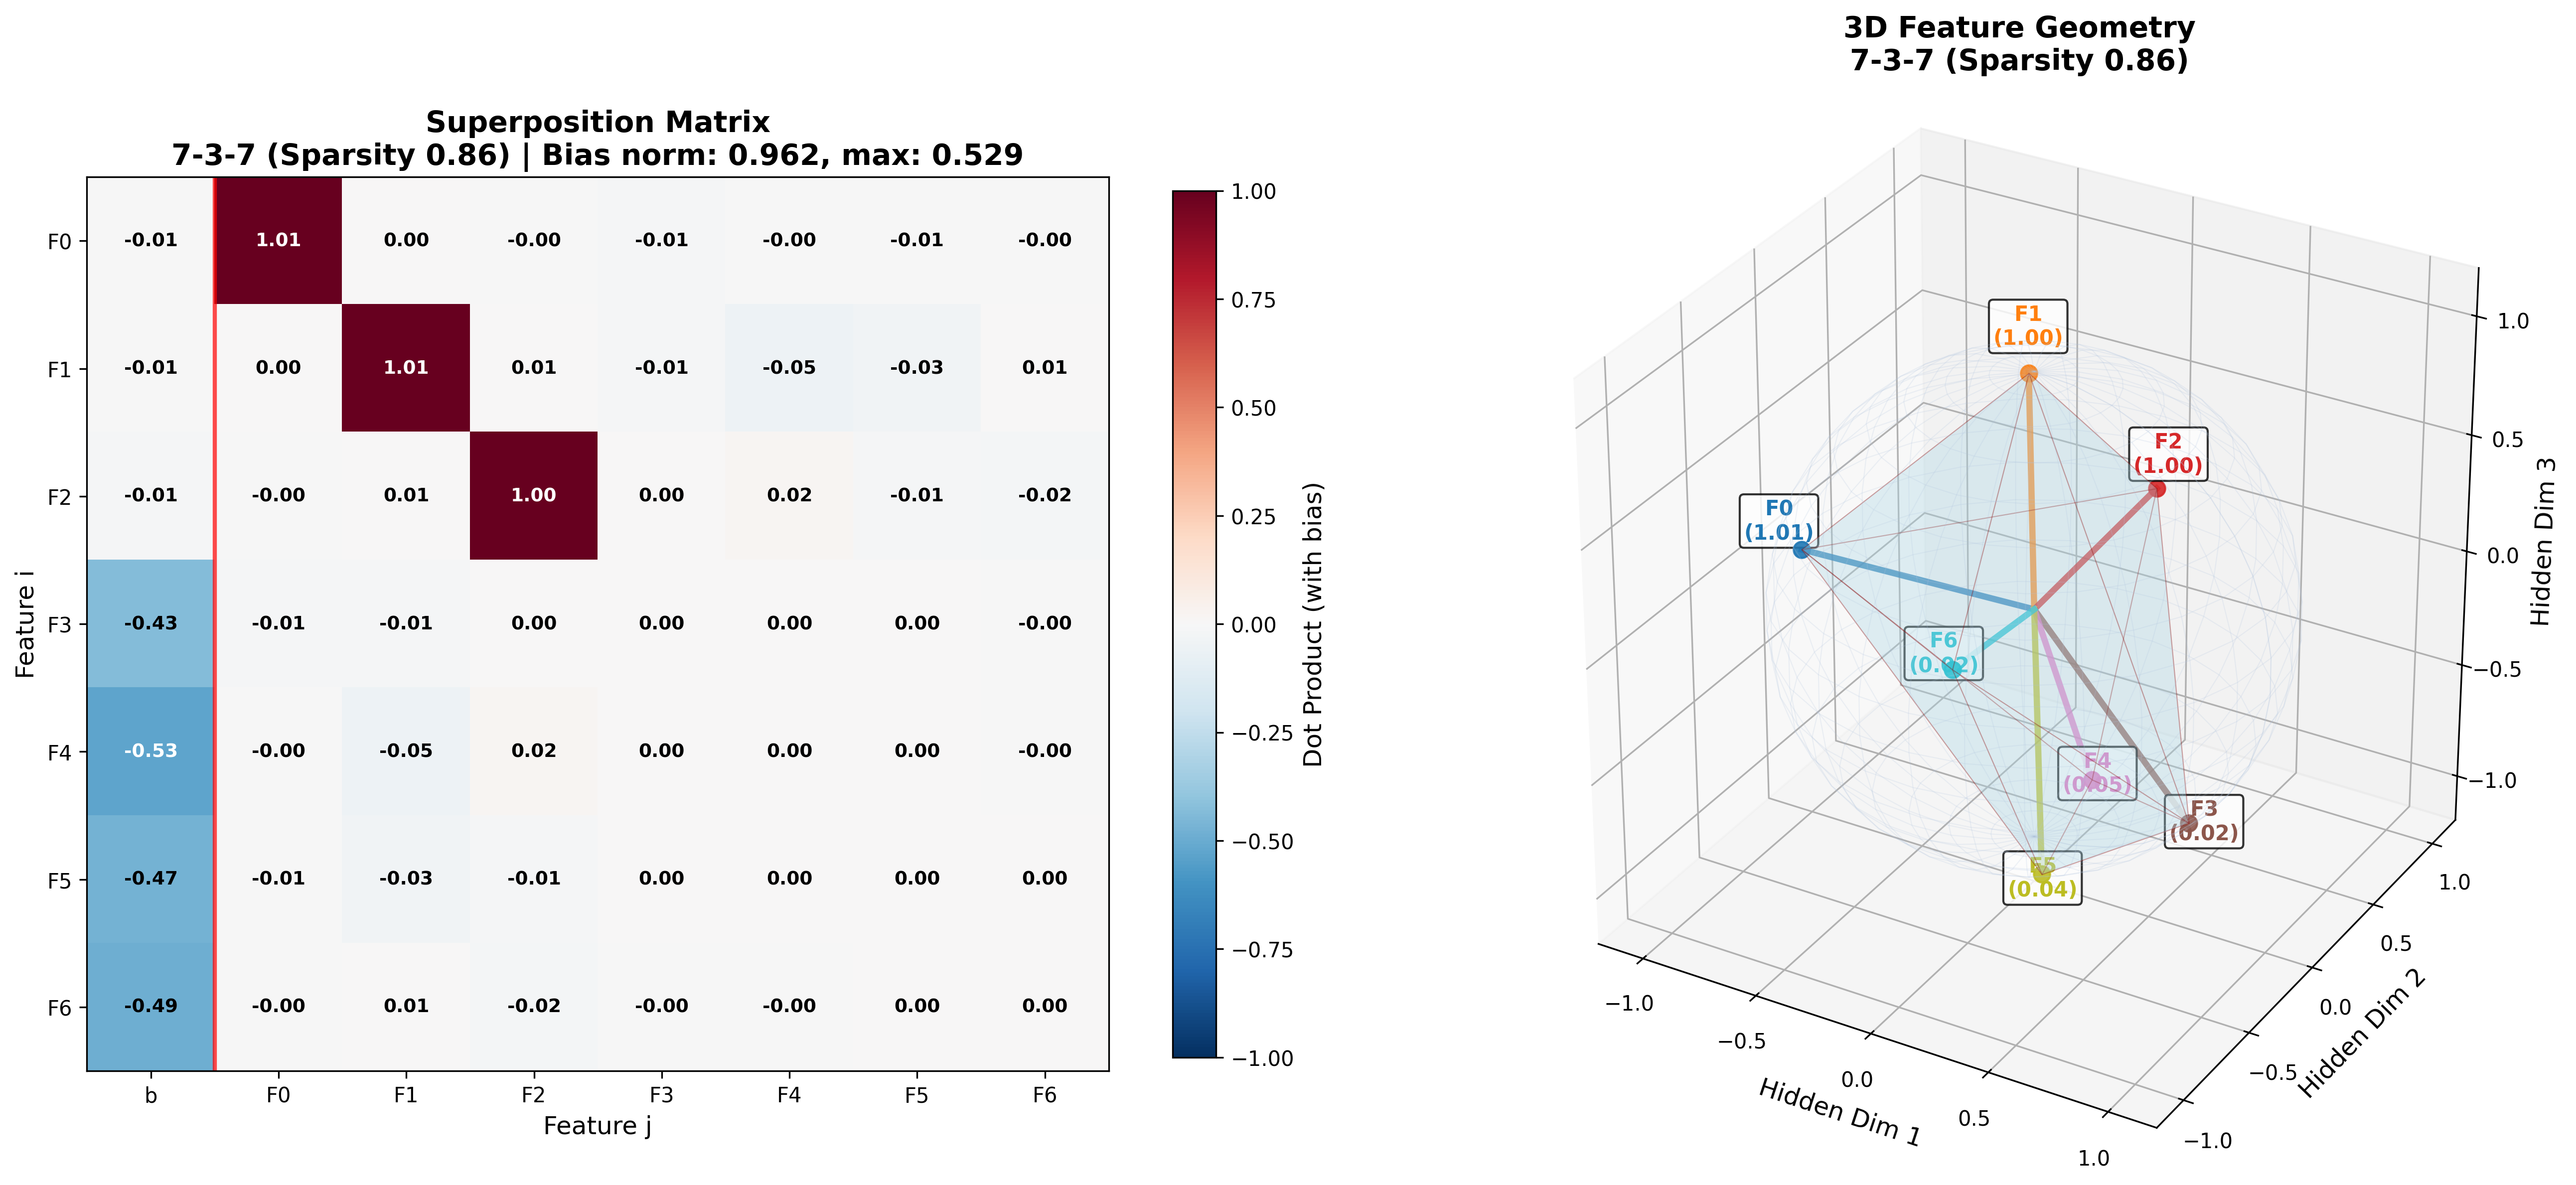 Superposition Matrix
7-3-7 (Sparsity 0.86) | Bias norm: 0.962, max: 0.529
F0 -0.01 1.01 0.00 -0.00 -0.01 -0.00 -0.01 -0.00
F1 -0.01 0.00 1.01 0.01 -0.01 -0.05 -0.03 0.01
F2 -0.01 -0.00 0.01 1.00 0.00 0.02 -0.01 -0.02
F3 -0.43 -0.01 -0.01 0.00 0.00 0.00 0.00 -0.00
F4 -0.53 -0.00 -0.05 0.02 0.00 0.00 0.00 -0.00
F5 -0.47 -0.01 -0.03 -0.01 0.00 0.00 0.00 0.00
F6 -0.49 -0.00 0.01 -0.02 -0.00 -0.00 0.00 0.00
b F0 F1 F2 F3 F4 F5 F6
Feature j
Feature i
1.00
0.75
0.50
0.25
0.00
−0.25
−0.50
−0.75
−1.00
Dot Product (with bias)
3D Feature Geometry
7-3-7 (Sparsity 0.86)
F1
(1.00)
F2
(1.00)
F0
(1.01)
F6
(0.02)
F4
(0.05)
F3
(0.02)
F5
(0.04)
1.0
0.5
0.0
−0.5
−1.0
Hidden Dim 3
1.0
0.5
0.0
−0.5
−1.0
Hidden Dim 2
−1.0
−0.5
0.0
0.5
1.0
Hidden Dim 1